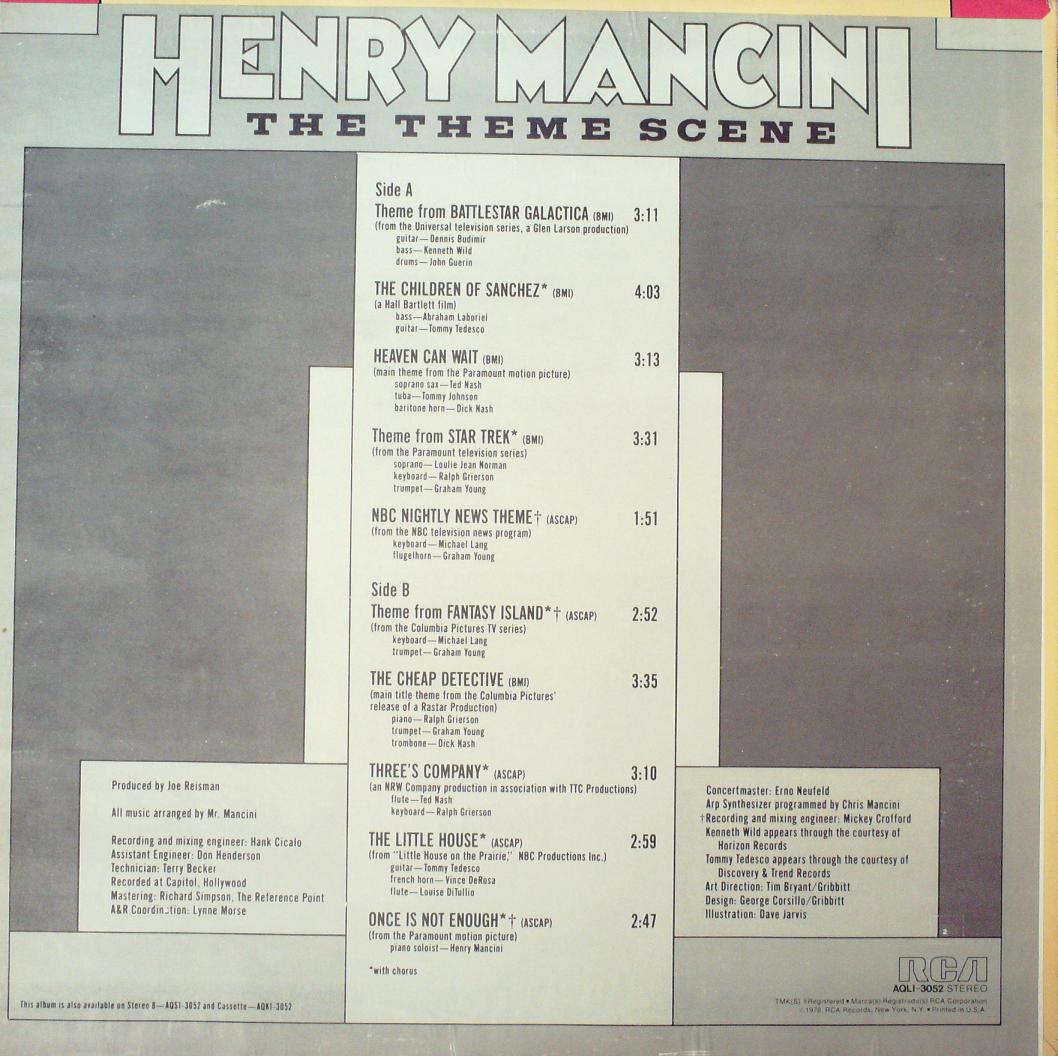 HENRY MANCINI
THE THEME SCENE
Side A
Theme from BATTLESTAR GALACTICA (BMI) 3:11
(from the Universal television series, a Glen Larson production)
guitar—Dennis Budimir
bass—Kenneth Wild
drums—John Guerin
THE CHILDREN OF SANCHEZ* (BMI) 4:03
(a Hall Bartlett film)
bass—Abraham Laboriel
guitar—Tommy Tedesco
HEAVEN CAN WAIT (BMI) 3:13
(main theme from the Paramount motion picture)
soprano sax—Ted Nash
tuba—Tommy Johnson
baritone horn—Dick Nash
Theme from STAR TREK* (BMI) 3:31
(from the Paramount television series)
soprano—Loulie Jean Norman
keyboard—Ralph Grierson
trumpet—Graham Young
NBC NIGHTLY NEWS THEME† (ASCAP) 1:51
(from the NBC television news program)
keyboard—Michael Lang
flugelhorn—Graham Young
Side B
Theme from FANTASY ISLAND*† (ASCAP) 2:52
(from the Columbia Pictures TV series)
keyboard—Michael Lang
trumpet—Graham Young
THE CHEAP DETECTIVE (BMI) 3:35
(main title theme from the Columbia Pictures'
release of a Rastar Production)
piano—Ralph Grierson
trumpet—Graham Young
trombone—Dick Nash
THREE'S COMPANY* (ASCAP) 3:10
(an NRW Company production in association with TTC Productions)
flute—Ted Nash
keyboard—Ralph Grierson
THE LITTLE HOUSE* (ASCAP) 2:59
(from "Little House on the Prairie," NBC Productions Inc.)
guitar—Tommy Tedesco
french horn—Vince DeRosa
flute—Louise DiTullio
ONCE IS NOT ENOUGH*† (ASCAP) 2:47
(from the Paramount motion picture)
piano soloist—Henry Mancini
*with chorus
Produced by Joe Reisman
All music arranged by Mr. Mancini
Recording and mixing engineer: Hank Cicalo
Assistant Engineer: Don Henderson
Technician: Terry Becker
Recorded at Capitol, Hollywood
Mastering: Richard Simpson, The Reference Point
A&R Coordination: Lynne Morse
Concertmaster: Erno Neufeld
Arp Synthesizer programmed by Chris Mancini
†Recording and mixing engineer: Mickey Crofford
Kenneth Wild appears through the courtesy of
Horizon Records
Tommy Tedesco appears through the courtesy of
Discovery & Trend Records
Art Direction: Tim Bryant/Gribbitt
Design: George Corsillo/Gribbitt
Illustration: Dave Jarvis
2
This album is also available on Stereo 8—AQS1-3052 and Cassette—AQK1-3052
RCA
AQL1-3052 STEREO
TMK(S) ®Registered • Marca(s) Registrada(s) RCA Corporation
©1978, RCA Records, New York, N.Y. • Printed in U.S.A.